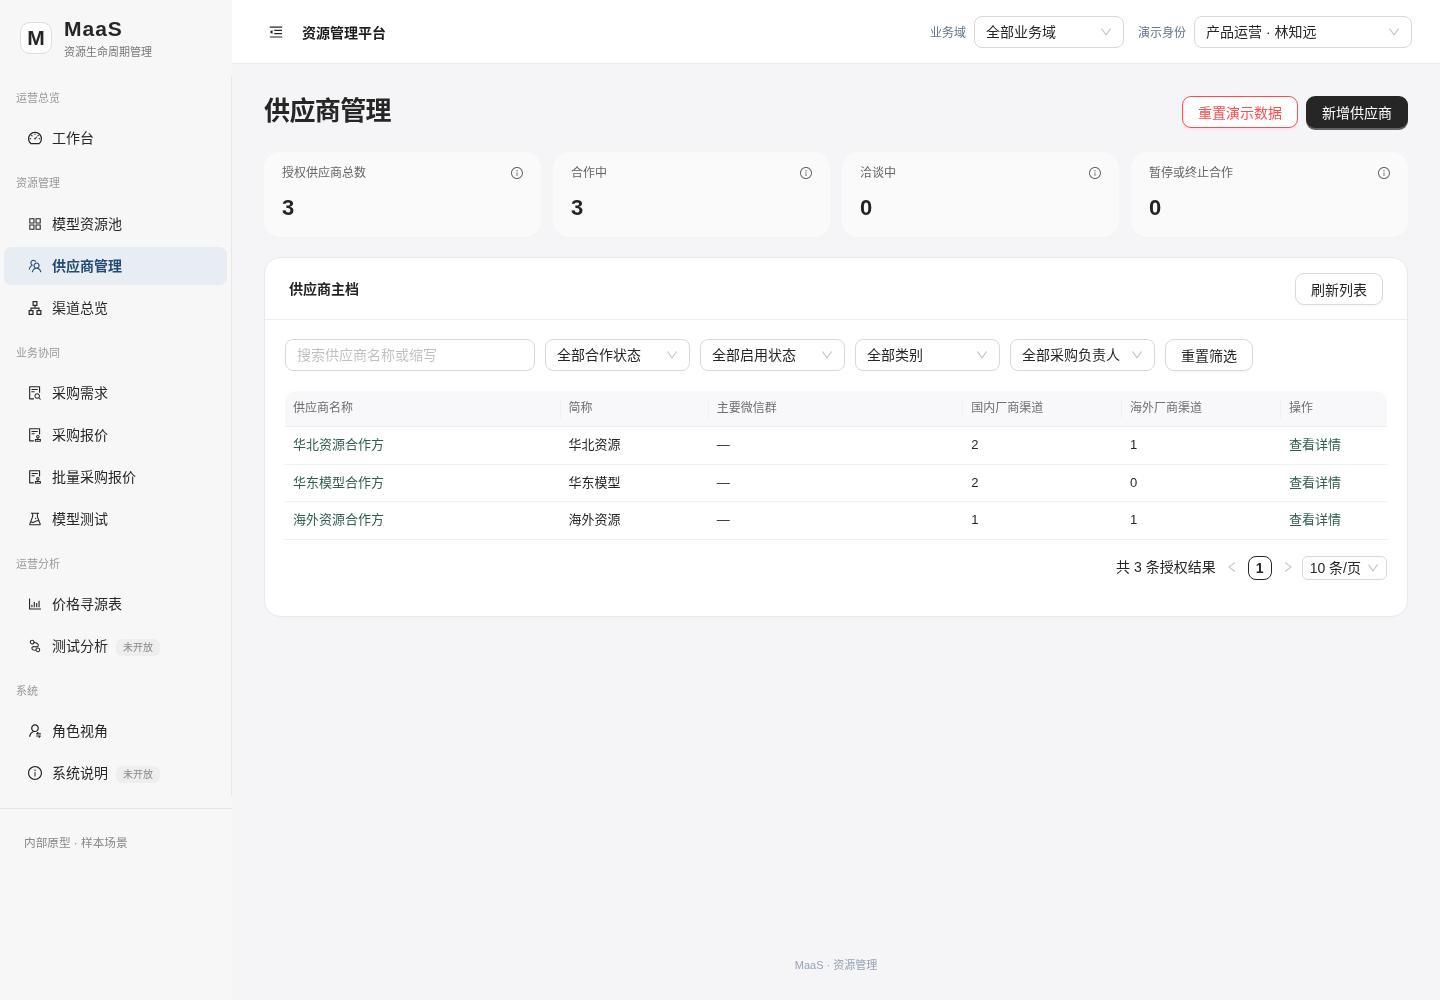 M
MaaS
资源生命周期管理
运营总览
工作台
资源管理
模型资源池
供应商管理
渠道总览
业务协同
采购需求
采购报价
批量采购报价
模型测试
运营分析
价格寻源表
测试分析 未开放
系统
角色视角
系统说明 未开放
内部原型 · 样本场景
资源管理平台
业务域 全部业务域
演示身份 产品运营 · 林知远
供应商管理
重置演示数据
新增供应商
授权供应商总数
3
合作中
3
洽谈中
0
暂停或终止合作
0
供应商主档
刷新列表
搜索供应商名称或缩写
全部合作状态
全部启用状态
全部类别
全部采购负责人
重置筛选
供应商名称 简称 主要微信群 国内厂商渠道 海外厂商渠道 操作
华北资源合作方 华北资源 — 2 1 查看详情
华东模型合作方 华东模型 — 2 0 查看详情
海外资源合作方 海外资源 — 1 1 查看详情
共 3 条授权结果 1 10 条/页
MaaS · 资源管理